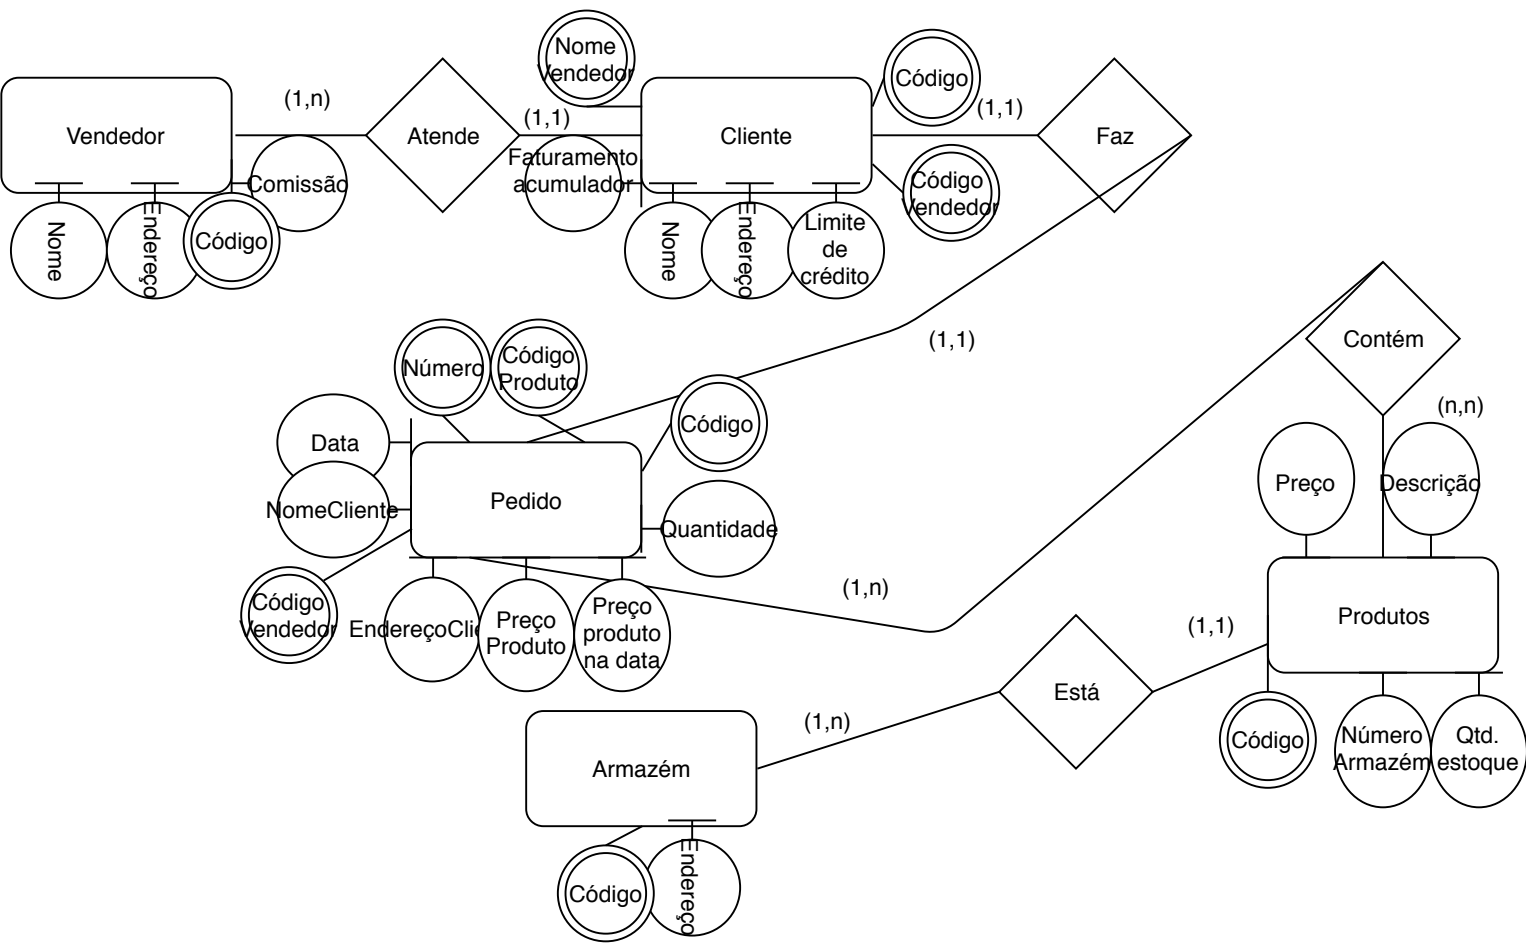 Nome
Vendedor
Código
(1,n)
(1,1)
(1,1)
Vendedor
Atende
Cliente
Faz
Faturamento
acumulador
Comissão
Código
Vendedor
Nome
Endereço
Código
Nome
Endereço
Limite
de
crédito
(1,1)
Contém
Número
Código
Produto
(n,n)
Código
Data
Preço
Descrição
Pedido
NomeCliente
Quantidade
(1,n)
Código
Vendedor
EndereçoClie
Preço
Produto
Preço
produto
na data
Produtos
(1,1)
Está
(1,n)
Código
Número
Armazém
Qtd.
estoque
Armazém
Código
Endereço